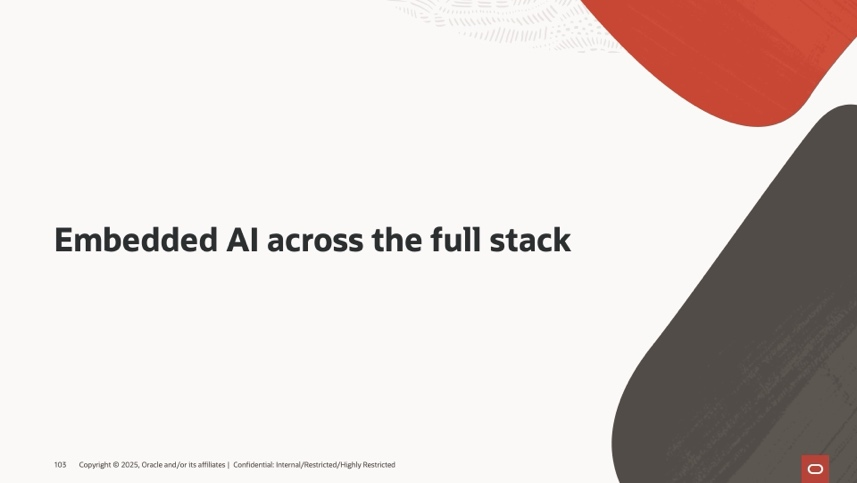 Embedded AI across the full stack
103 Copyright © 2025, Oracle and/or its affiliates | Confidential: Internal/Restricted/Highly Restricted